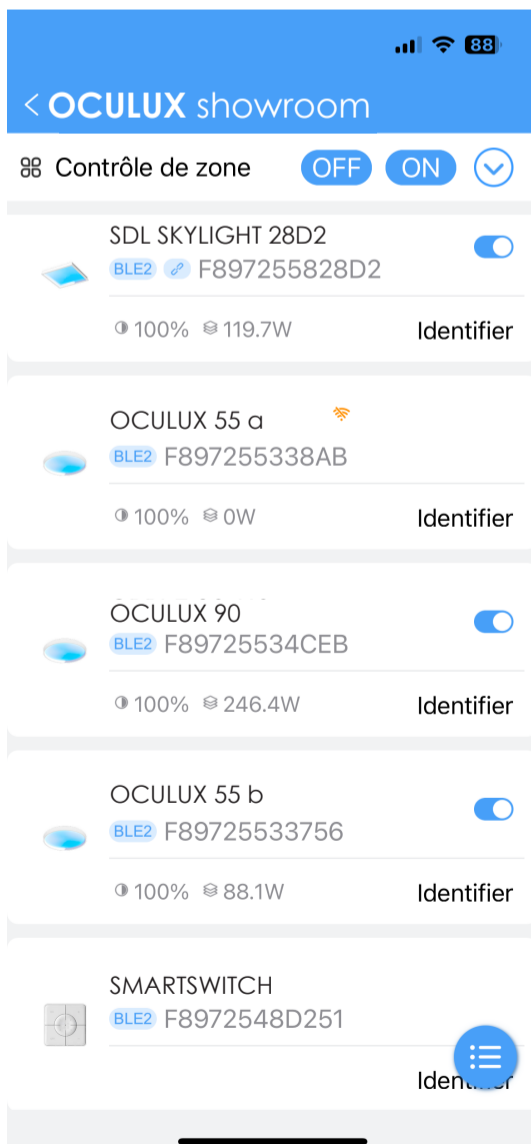 88
OCULUX showroom
Contrôle de zone OFF ON
SDL SKYLIGHT 28D2
BLE2 F897255828D2
100% 119.7W Identifier
OCULUX 55 a
BLE2 F897255338AB
100% 0W Identifier
OCULUX 90
BLE2 F89725534CEB
100% 246.4W Identifier
OCULUX 55 b
BLE2 F89725533756
100% 88.1W Identifier
SMARTSWITCH
BLE2 F8972548D251
Identifier